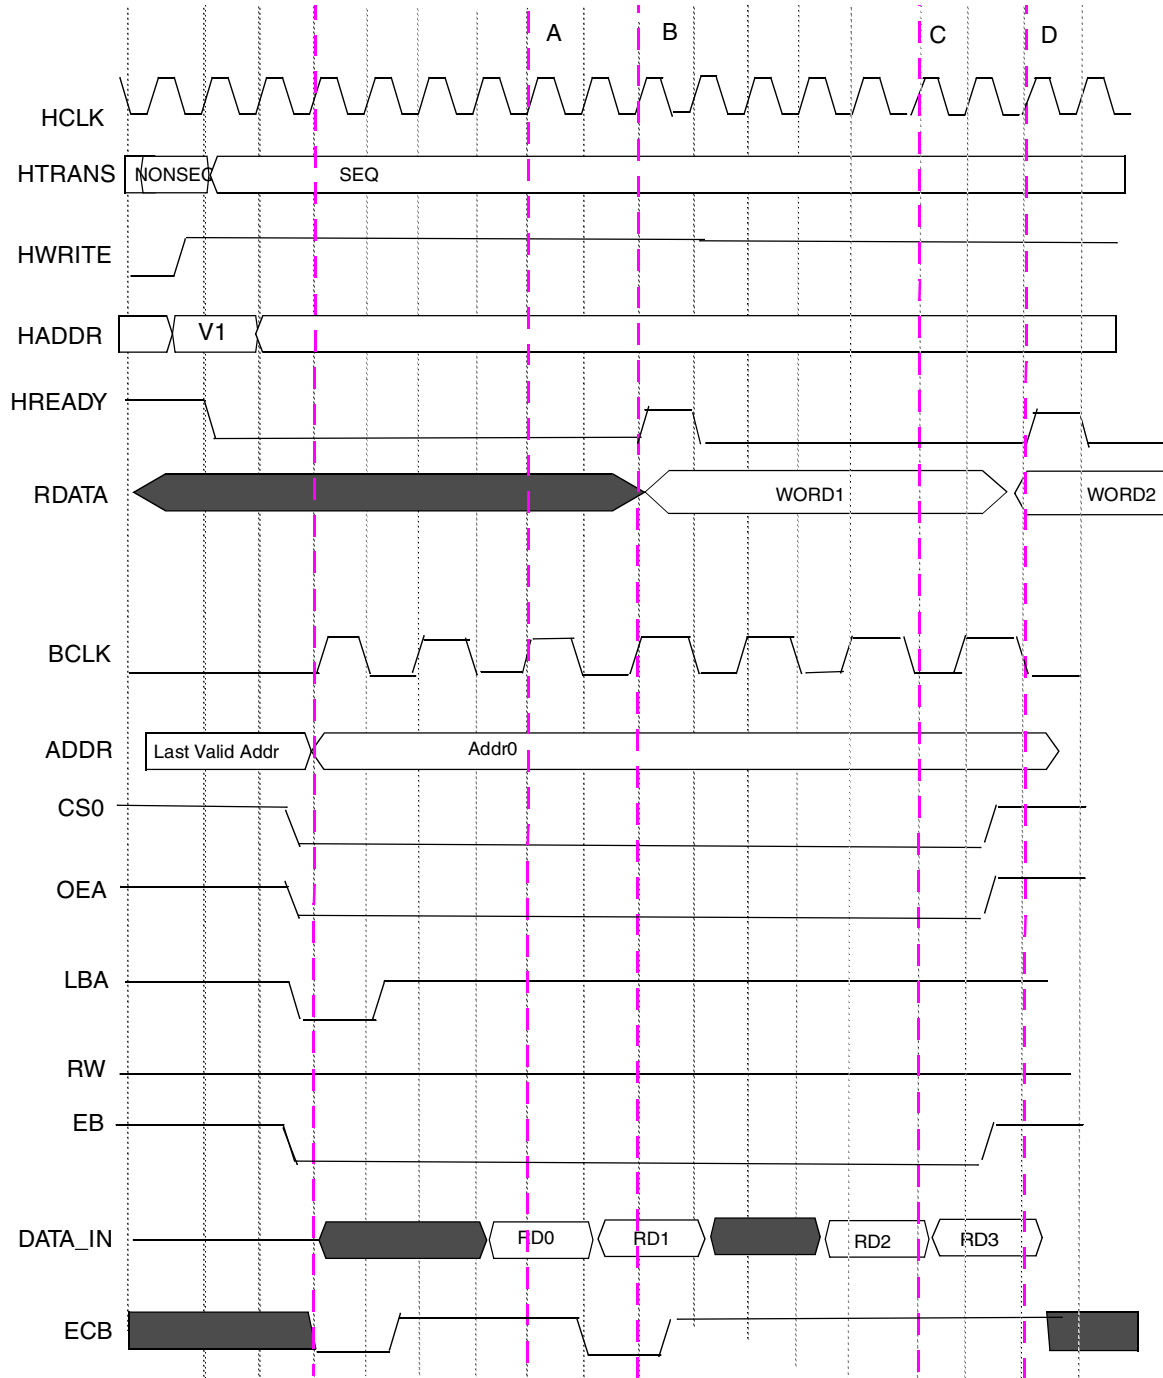 A B C D
HCLK
HTRANS NONSEQ SEQ
HWRITE
HADDR V1
HREADY
RDATA WORD1 WORD2
BCLK
ADDR Last Valid Addr Addr0
CS0
OEA
LBA
RW
EB
DATA_IN RD0 RD1 RD2 RD3
ECB